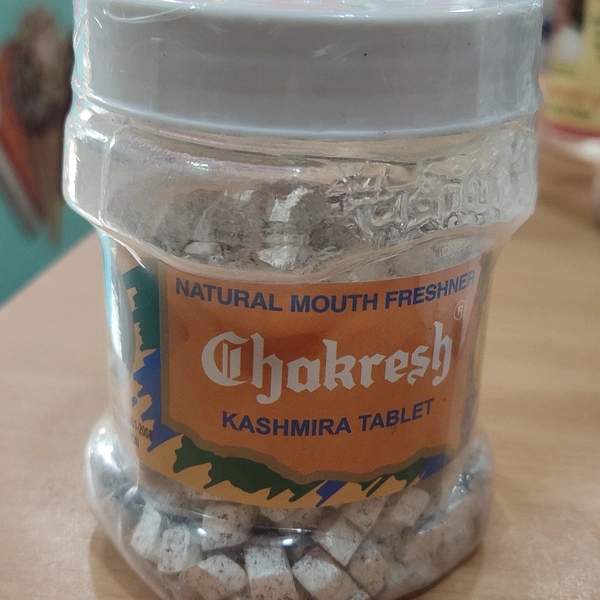 NATURAL MOUTH FRESHNER
Chakresh ®
KASHMIRA TABLET